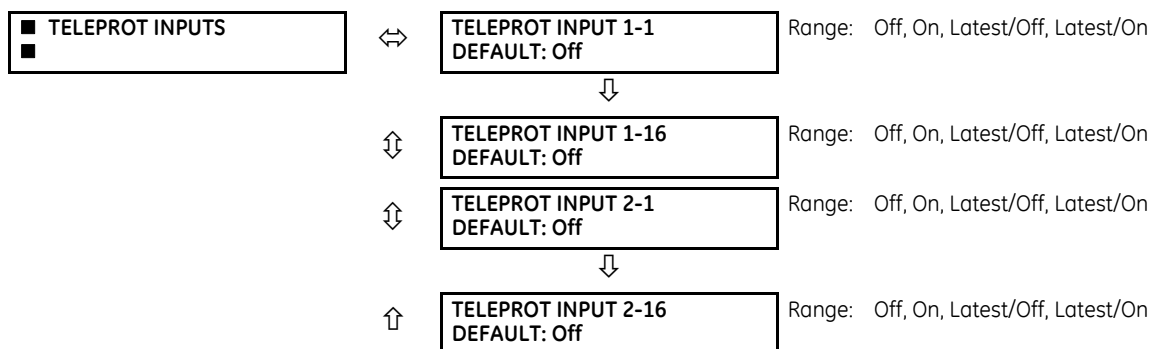 ■ TELEPROT INPUTS
■
TELEPROT INPUT 1-1
DEFAULT: Off
Range: Off, On, Latest/Off, Latest/On
TELEPROT INPUT 1-16
DEFAULT: Off
Range: Off, On, Latest/Off, Latest/On
TELEPROT INPUT 2-1
DEFAULT: Off
Range: Off, On, Latest/Off, Latest/On
TELEPROT INPUT 2-16
DEFAULT: Off
Range: Off, On, Latest/Off, Latest/On